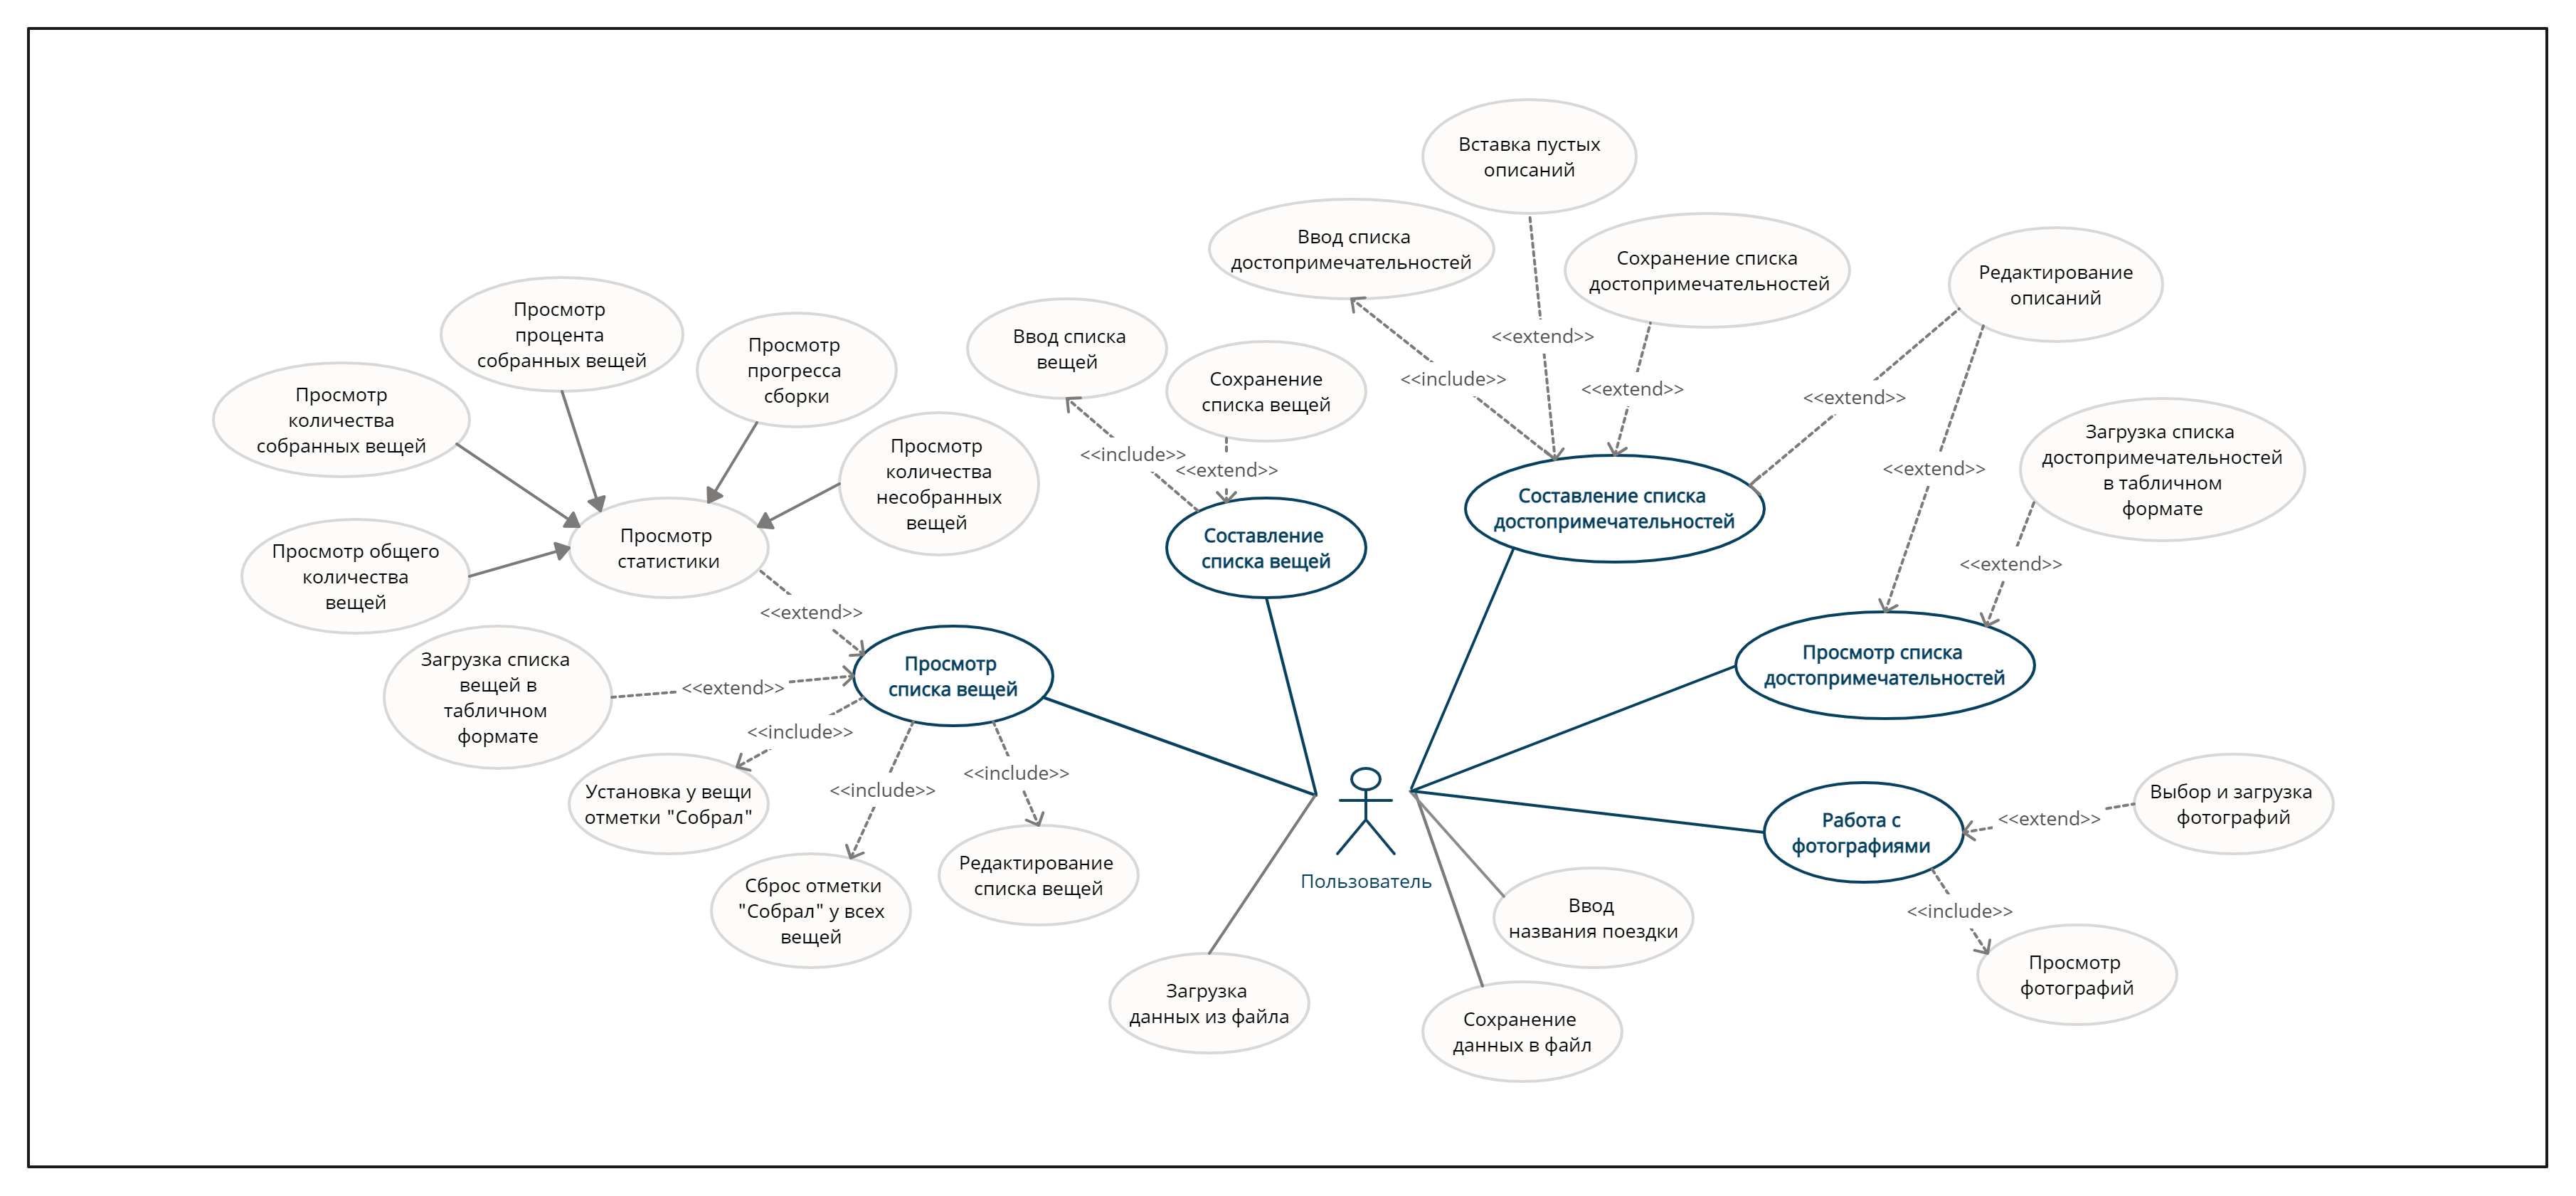 Вставка пустых
описаний
Ввод списка
достопримечательностей
Сохранение списка
достопримечательностей
Редактирование
описаний
Просмотр
процента
собранных вещей
Просмотр
прогресса
сборки
Ввод списка
вещей
Сохранение
списка вещей
<<include>>
<<extend>>
<<extend>>
<<extend>>
Просмотр
количества
собранных вещей
Просмотр
количества
несобранных
вещей
<<include>>
<<extend>>
<<extend>>
Загрузка списка
достопримечательностей
в табличном
формате
Просмотр общего
количества
вещей
Просмотр
статистики
Составление
списка вещей
Составление списка
достопримечательностей
<<extend>>
<<extend>>
Загрузка списка
вещей в
табличном
формате
<<extend>>
Просмотр
списка вещей
Просмотр списка
достопримечательностей
<<include>>
<<include>>
<<include>>
Установка у вещи
отметки "Собрал"
Сброс отметки
"Собрал" у всех
вещей
Редактирование
списка вещей
Пользователь
Работа с
фотографиями
<<extend>>
Выбор и загрузка
фотографий
<<include>>
Просмотр
фотографий
Ввод
названия поездки
Загрузка
данных из файла
Сохранение
данных в файл